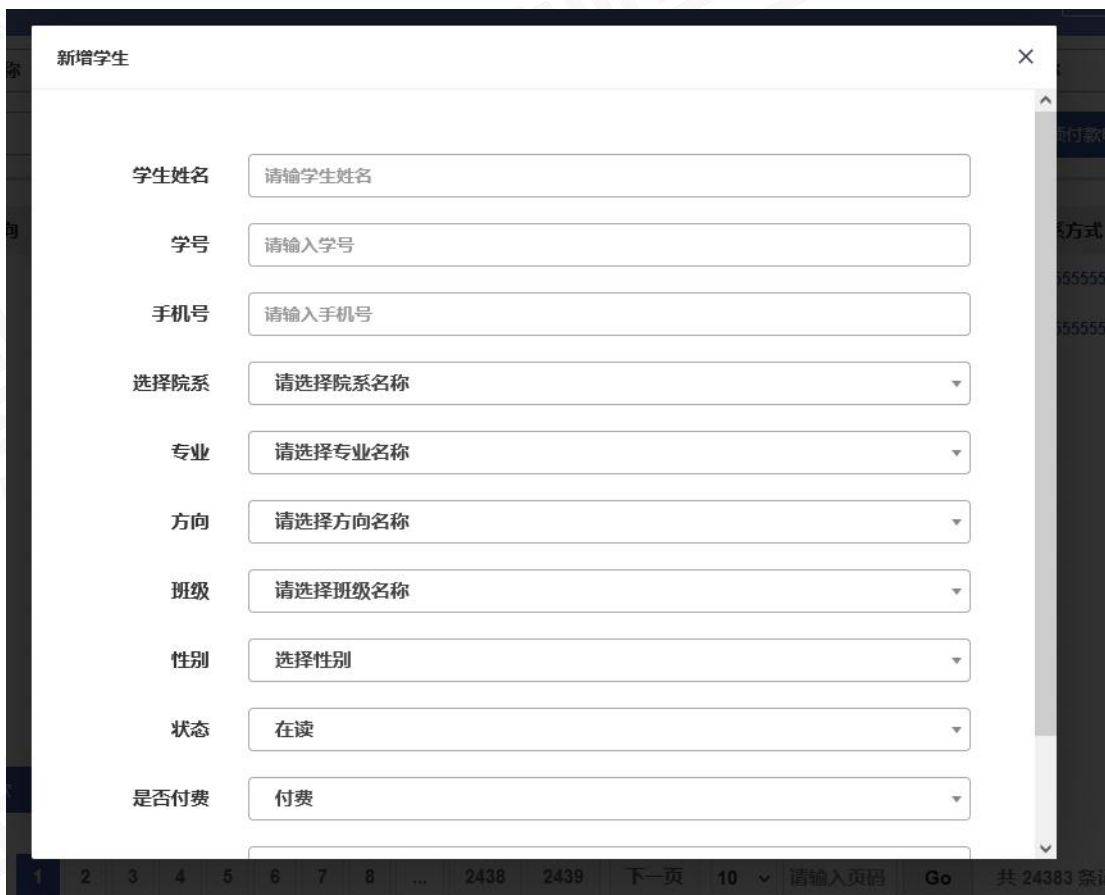 新增学生 ×
学生姓名 请输学生姓名
学号 请输入学号
手机号 请输入手机号
选择院系 请选择院系名称
专业 请选择专业名称
方向 请选择方向名称
班级 请选择班级名称
性别 选择性别
状态 在读
是否付费 付费
1 2 3 4 5 6 7 8 ... 2438 2439 下一页 10 请输入页码 Go 共 24383 条